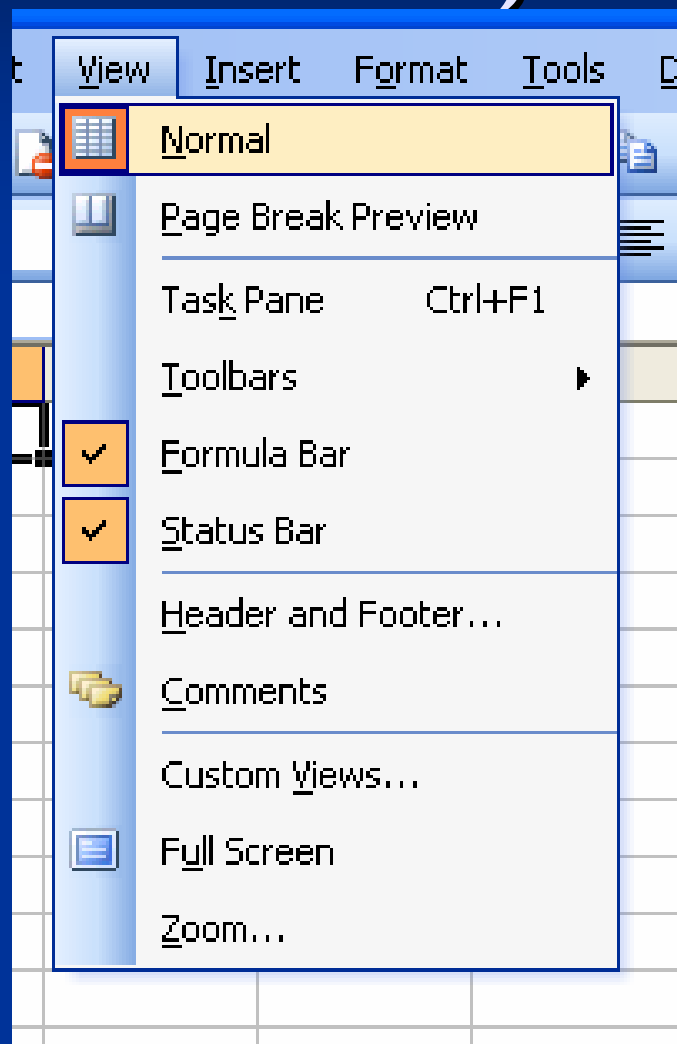 View Insert Format Tools
Normal
Page Break Preview
Task Pane Ctrl+F1
Toolbars
Formula Bar
Status Bar
Header and Footer...
Comments
Custom Views...
Full Screen
Zoom...